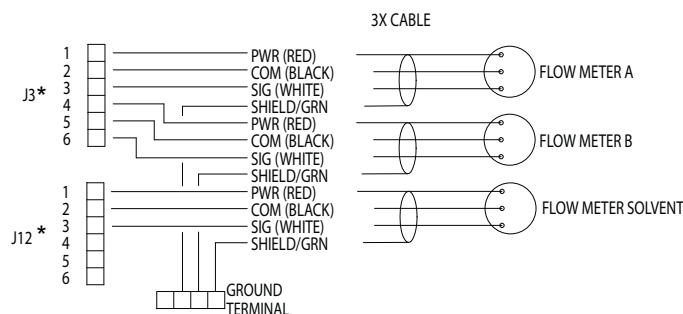 3X CABLE
1 PWR (RED)
2 COM (BLACK) FLOW METER A
J3* 3 SIG (WHITE)
4 SHIELD/GRN
5 PWR (RED)
6 COM (BLACK) FLOW METER B
SIG (WHITE)
SHIELD/GRN
1 PWR (RED)
2 COM (BLACK) FLOW METER SOLVENT
J12* 3 SIG (WHITE)
4 SHIELD/GRN
5
6
GROUND
TERMINAL